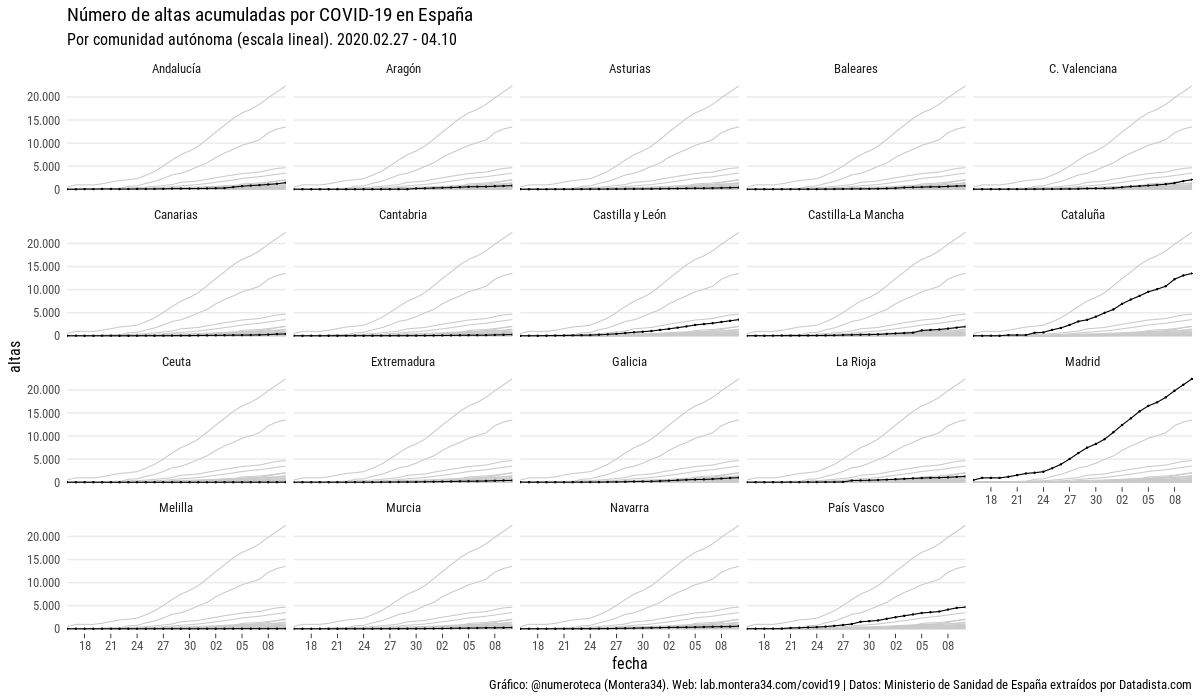 Número de altas acumuladas por COVID-19 en España
Por comunidad autónoma (escala lineal). 2020.02.27 - 04.10
Andalucía Aragón Asturias Baleares C. Valenciana
20.000
15.000
10.000
5.000
0
Canarias Cantabria Castilla y León Castilla-La Mancha Cataluña
20.000
15.000
10.000
5.000
0
altas
Ceuta Extremadura Galicia La Rioja Madrid
20.000
15.000
10.000
5.000
0
18 21 24 27 30 02 05 08
Melilla Murcia Navarra País Vasco
20.000
15.000
10.000
5.000
0
18 21 24 27 30 02 05 08 18 21 24 27 30 02 05 08 18 21 24 27 30 02 05 08 18 21 24 27 30 02 05 08
fecha
Gráfico: @numeroteca (Montera34). Web: lab.montera34.com/covid19 | Datos: Ministerio de Sanidad de España extraídos por Datadista.com